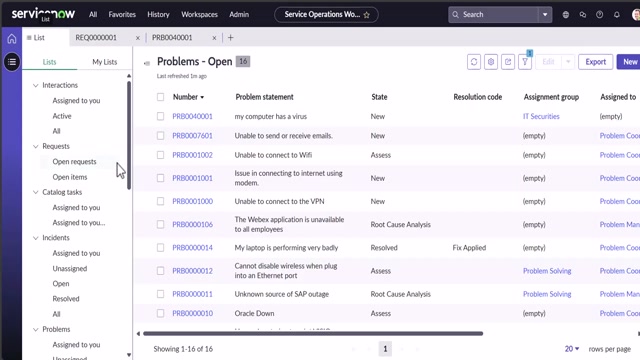 servicenow
All
Favorites
History
Workspaces
Admin
Service Operations Wo...
Search
List
List
REQ0000001
PRB0040001
Lists
My Lists
Interactions
Assigned to you
Active
All
Requests
Open requests
Open items
Catalog tasks
Assigned to you
Assigned to you...
Incidents
Assigned to you
Unassigned
Open
Resolved
All
Problems
Assigned to you
Unassigned
Problems - Open 16
Last refreshed 1m ago
1
Edit
Export
New
Number Problem statement State Resolution code Assignment group Assigned to
PRB0040001 my computer has a virus New IT Securities (empty)
PRB0007601 Unable to send or receive emails. New (empty) Problem Coor
PRB0001002 Unable to connect to Wifi Assess (empty) Problem Coor
PRB0001001 Issue in connecting to internet using modem. New (empty) Problem Coor
PRB0001000 Unable to connect to the VPN New (empty) Problem Coor
PRB0000106 The Webex application is unavailable to all employees Root Cause Analysis (empty) Problem Man
PRB0000014 My laptop is performing very badly Resolved Fix Applied (empty) Problem Coor
PRB0000012 Cannot disable wireless when plug into an Ethernet port Assess Problem Solving Problem Coor
PRB0000011 Unknown source of SAP outage Root Cause Analysis Problem Solving Problem Man
PRB0000010 Oracle Down Assess (empty) Problem Coor
Showing 1-16 of 16
1
20 rows per page